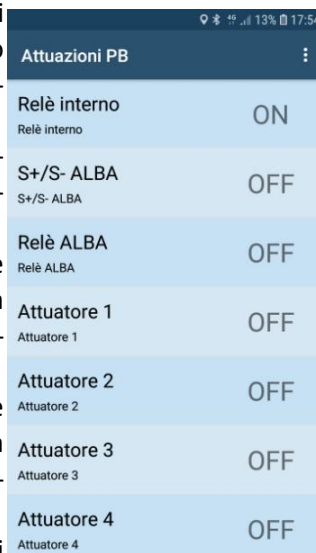 13% 17:54
Attuazioni PB
Relè interno
ON
Relè interno
S+/S- ALBA
OFF
S+/S- ALBA
Relè ALBA
OFF
Relè ALBA
Attuatore 1
OFF
Attuatore 1
Attuatore 2
OFF
Attuatore 2
Attuatore 3
OFF
Attuatore 3
Attuatore 4
OFF
Attuatore 4